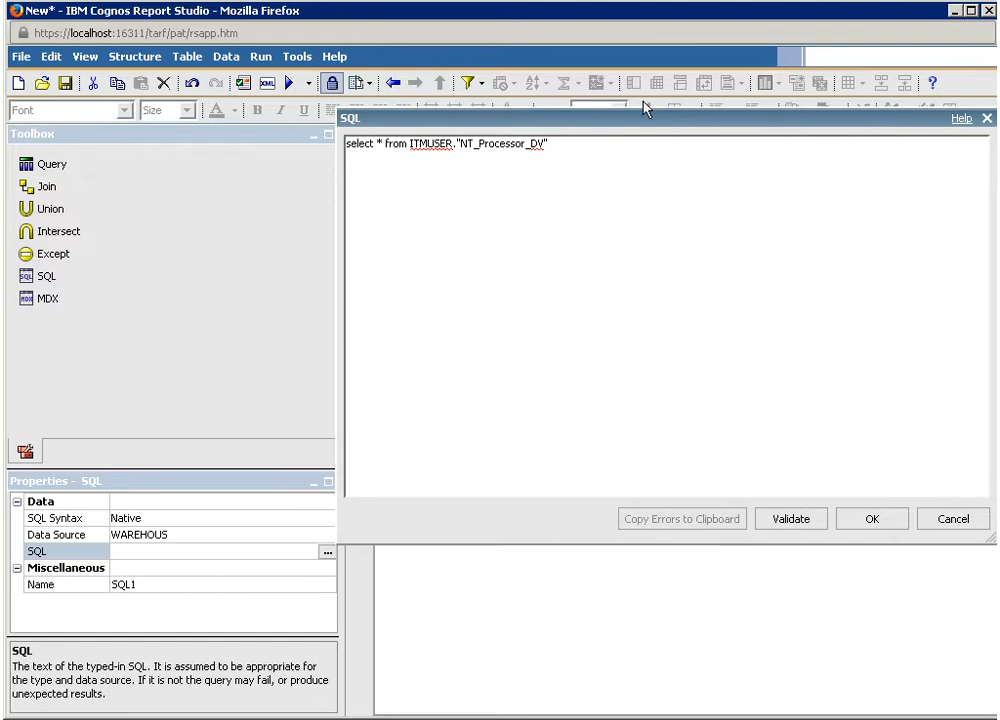 New* - IBM Cognos Report Studio - Mozilla Firefox
https://localhost:16311/tarf/pat/rsapp.htm
File Edit View Structure Table Data Run Tools Help
Font Size
Toolbox
Query
Join
Union
Intersect
Except
SQL
MDX
SQL Help
select * from ITMUSER."NT_Processor_DV"
Copy Errors to Clipboard Validate OK Cancel
Properties - SQL
Data
SQL Syntax Native
Data Source WAREHOUS
SQL ...
Miscellaneous
Name SQL1
SQL
The text of the typed-in SQL. It is assumed to be appropriate for
the type and data source. If it is not the query may fail, or produce
unexpected results.